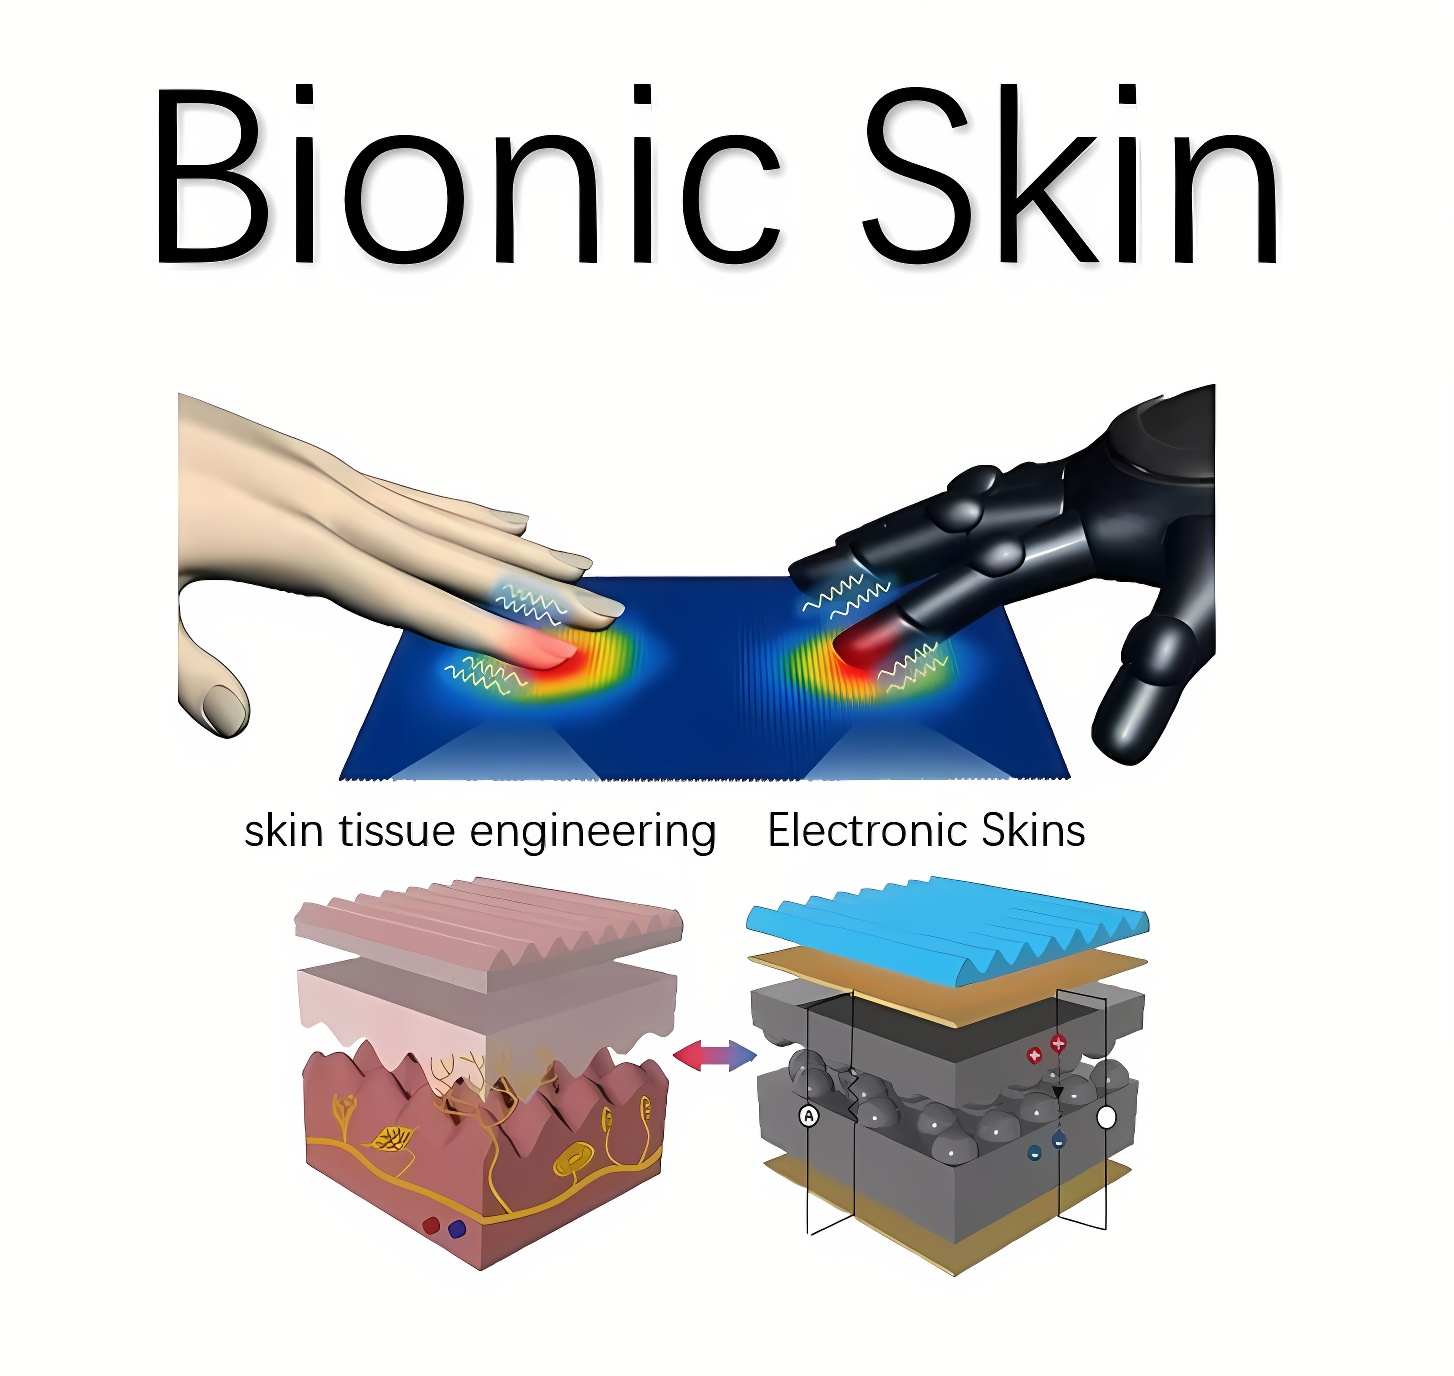 Bionic Skin
skin tissue engineering
Electronic Skins
A